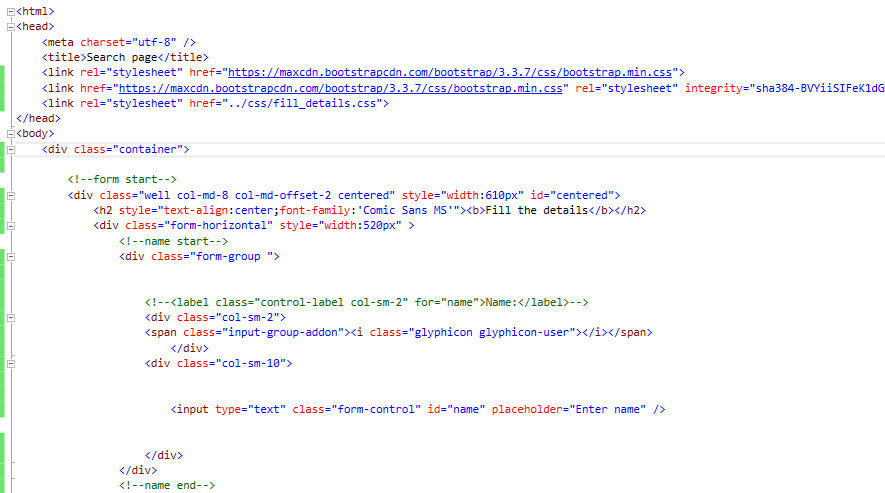 <html>
<head>
<meta charset="utf-8" />
<title>Search page</title>
<link rel="stylesheet" href="https://maxcdn.bootstrapcdn.com/bootstrap/3.3.7/css/bootstrap.min.css">
<link href="https://maxcdn.bootstrapcdn.com/bootstrap/3.3.7/css/bootstrap.min.css" rel="stylesheet" integrity="sha384-BVYiiSIFeK1dG
<link rel="stylesheet" href="../css/fill_details.css">
</head>
<body>
<div class="container">
<!--form start-->
<div class="well col-md-8 col-md-offset-2 centered" style="width:610px" id="centered">
<h2 style="text-align:center;font-family:'Comic Sans MS'"><b>Fill the details</b></h2>
<div class="form-horizontal" style="width:520px" >
<!--name start-->
<div class="form-group ">
<!--<label class="control-label col-sm-2" for="name">Name:</label>-->
<div class="col-sm-2">
<span class="input-group-addon"><i class="glyphicon glyphicon-user"></i></span>
</div>
<div class="col-sm-10">
<input type="text" class="form-control" id="name" placeholder="Enter name" />
</div>
</div>
<!--name end-->